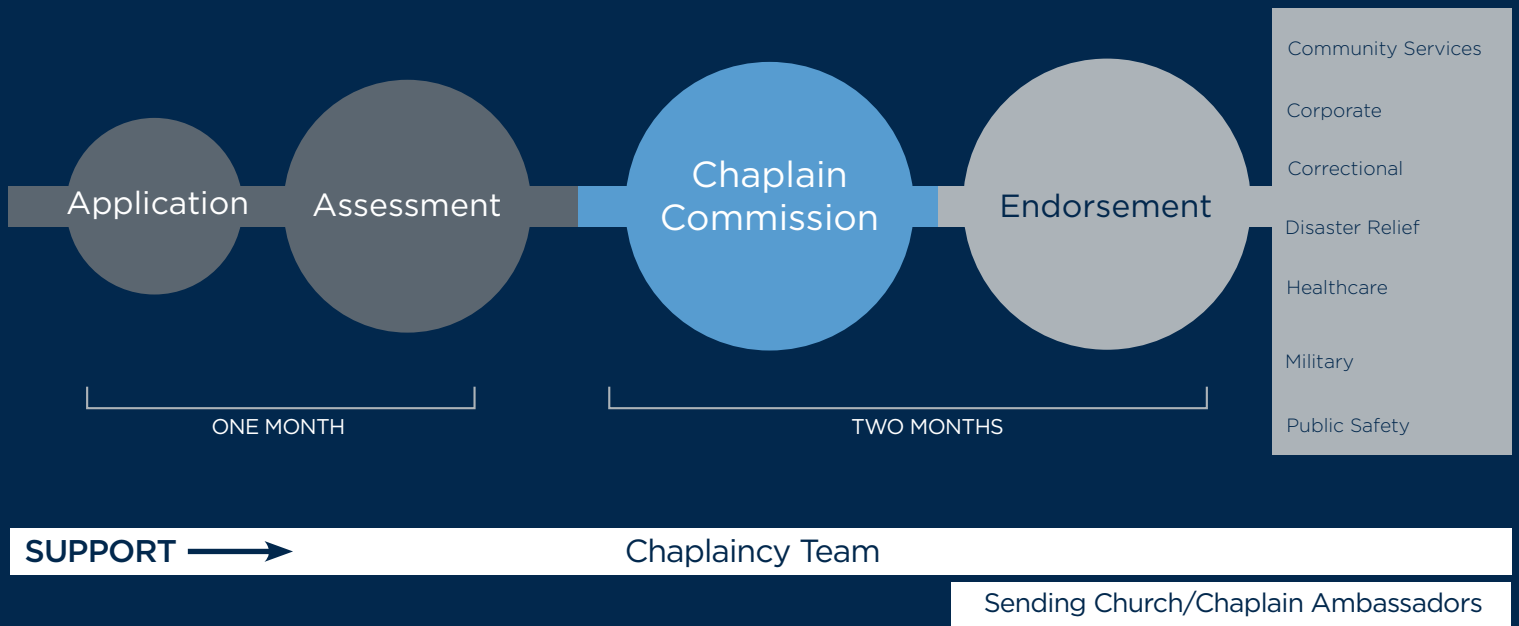 Application
Assessment
Chaplain
Commission
Endorsement
Community Services
Corporate
Correctional
Disaster Relief
Healthcare
Military
Public Safety
ONE MONTH
TWO MONTHS
SUPPORT
Chaplaincy Team
Sending Church/Chaplain Ambassadors